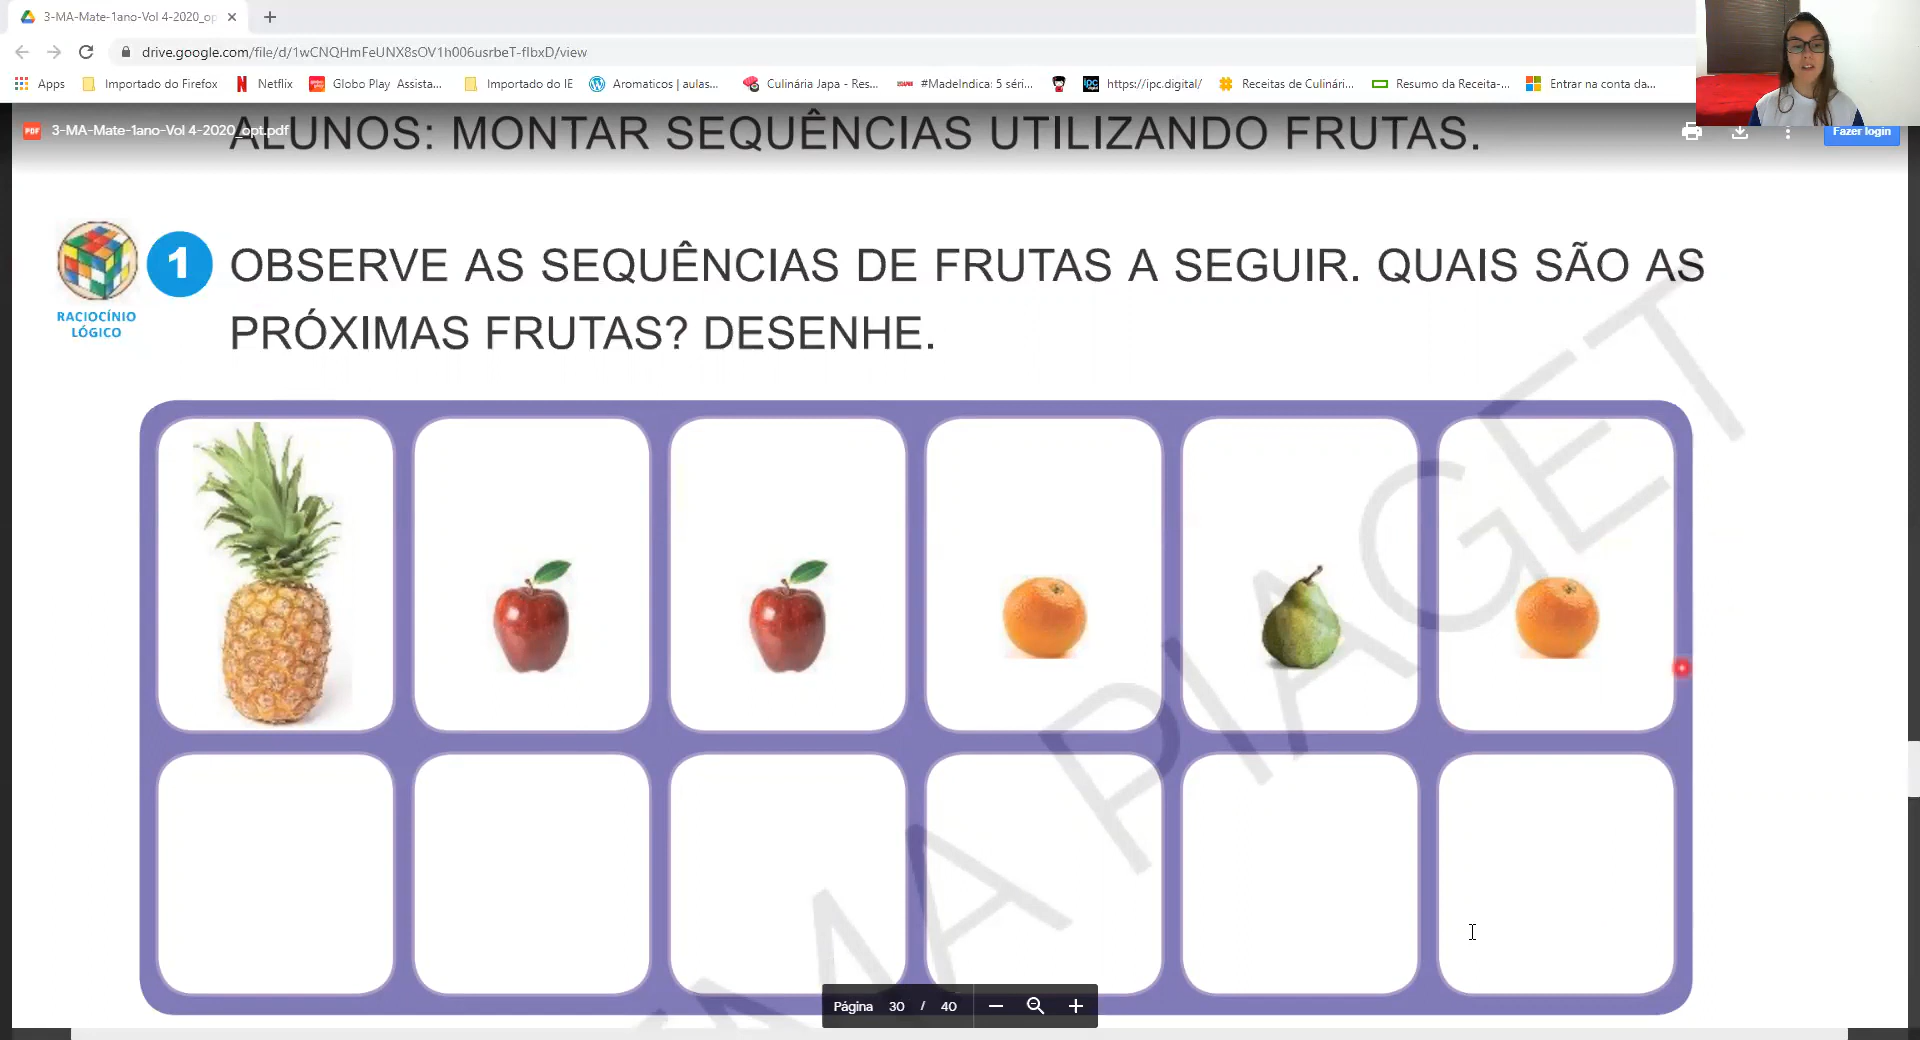 3-MA-Mate-1ano-Vol 4-2020_op
drive.google.com/file/d/1wCNQHmFeUNX8sOV1h006usrbeT-fIbxD/view
Apps Importado do Firefox Netflix Globo Play Assista... Importado do IE Aromaticos | aulas... Culinária Japa - Res... #MadeIndica: 5 séri... https://ipc.digital/ Receitas de Culinári... Resumo da Receita-... Entrar na conta da...
PDF 3-MA-Mate-1ano-Vol 4-2020_opt.pdf
Fazer login
ALUNOS: MONTAR SEQUÊNCIAS UTILIZANDO FRUTAS.
1 OBSERVE AS SEQUÊNCIAS DE FRUTAS A SEGUIR. QUAIS SÃO AS
PRÓXIMAS FRUTAS? DESENHE.
RACIOCÍNIO
LÓGICO
MA PIAGET
Página 30 / 40